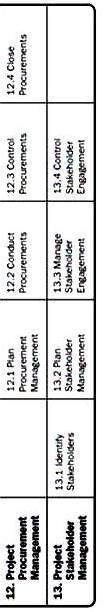 12. Project
Procurement
Management
12.1 Plan
Procurement
Management
12.2 Conduct
Procurements
12.3 Control
Procurements
12.4 Close
Procurements
13. Project
Stakeholder
Management
13.1 Identify
Stakeholders
13.2 Plan
Stakeholder
Management
13.3 Manage
Stakeholder
Engagement
13.4 Control
Stakeholder
Engagement